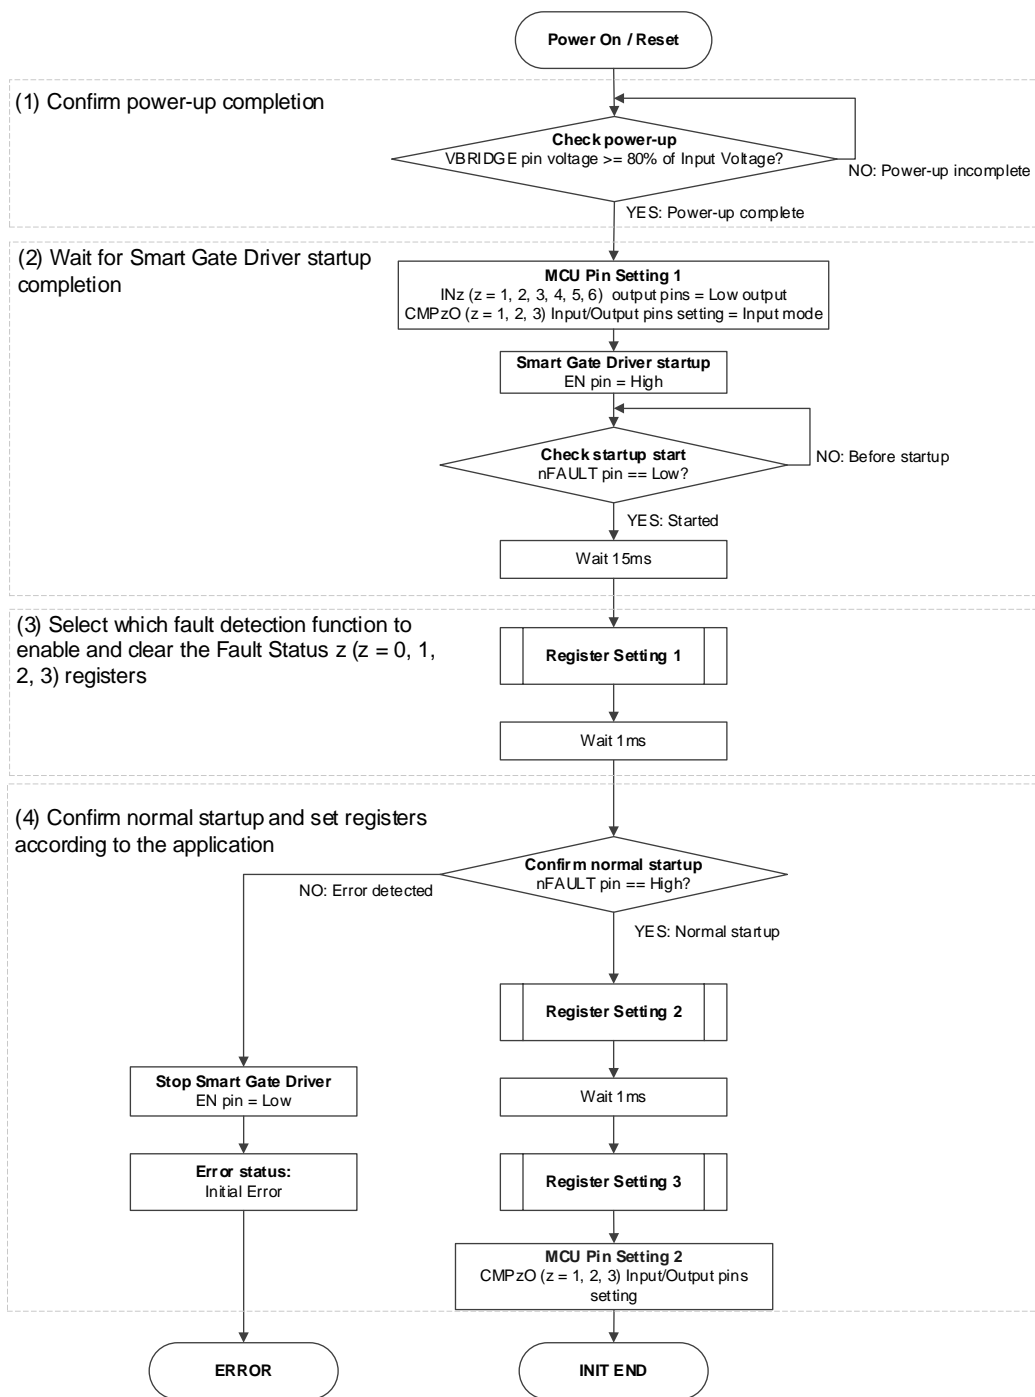 Power On / Reset
(1) Confirm power-up completion
Check power-up
VBRIDGE pin voltage >= 80% of Input Voltage?
NO: Power-up incomplete
YES: Power-up complete
(2) Wait for Smart Gate Driver startup
completion
MCU Pin Setting 1
INz (z = 1, 2, 3, 4, 5, 6) output pins = Low output
CMPzO (z = 1, 2, 3) Input/Output pins setting = Input mode
Smart Gate Driver startup
EN pin = High
Check startup start
nFAULT pin == Low?
NO: Before startup
YES: Started
Wait 15ms
(3) Select which fault detection function to
enable and clear the Fault Status z (z = 0, 1,
2, 3) registers
Register Setting 1
Wait 1ms
(4) Confirm normal startup and set registers
according to the application
Confirm normal startup
nFAULT pin == High?
NO: Error detected
YES: Normal startup
Register Setting 2
Stop Smart Gate Driver
EN pin = Low
Wait 1ms
Error status:
Initial Error
Register Setting 3
MCU Pin Setting 2
CMPzO (z = 1, 2, 3) Input/Output pins
setting
ERROR
INIT END